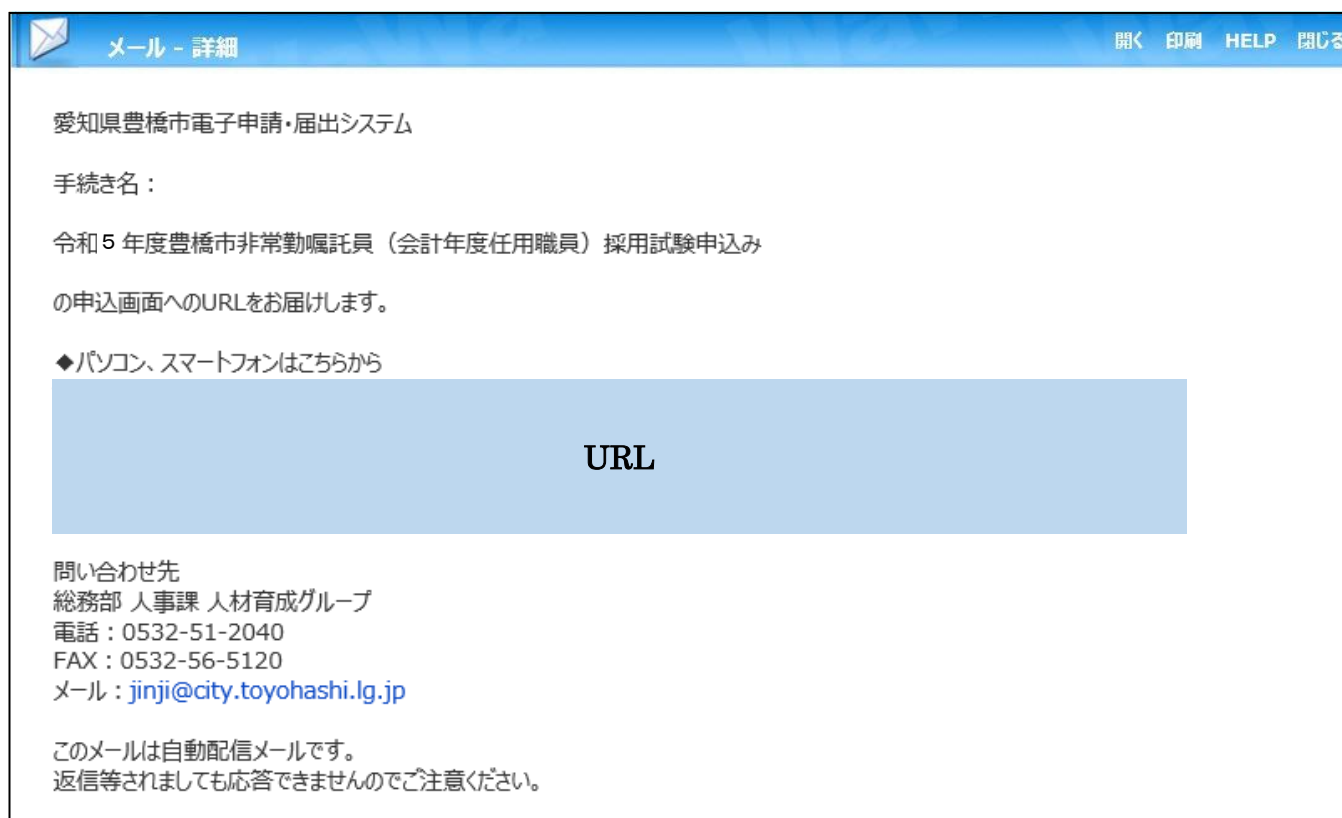 メール - 詳細
開く 印刷 HELP 閉じる
愛知県豊橋市電子申請・届出システム
手続き名：
令和５年度豊橋市非常勤嘱託員（会計年度任用職員）採用試験申込み
の申込画面へのURLをお届けします。
◆パソコン、スマートフォンはこちらから
URL
問い合わせ先
総務部 人事課 人材育成グループ
電話：0532-51-2040
FAX：0532-56-5120
メール：jinji@city.toyohashi.lg.jp
このメールは自動配信メールです。
返信等されましても応答できませんのでご注意ください。